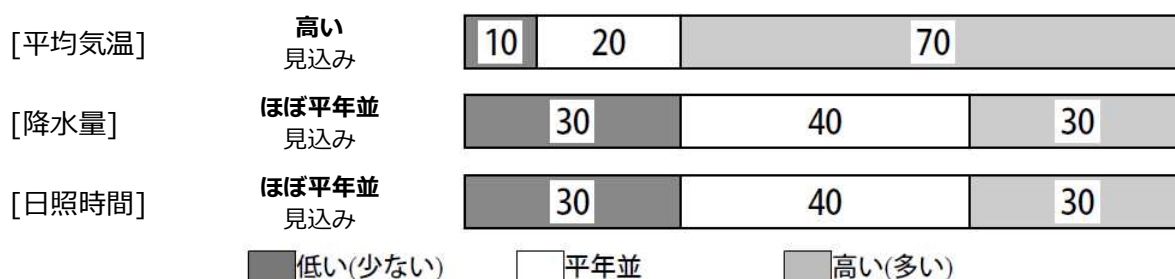 [平均気温] 高い 見込み 10 20 70
[降水量] ほぼ平年並 見込み 30 40 30
[日照時間] ほぼ平年並 見込み 30 40 30
低い(少ない) 平年並 高い(多い)